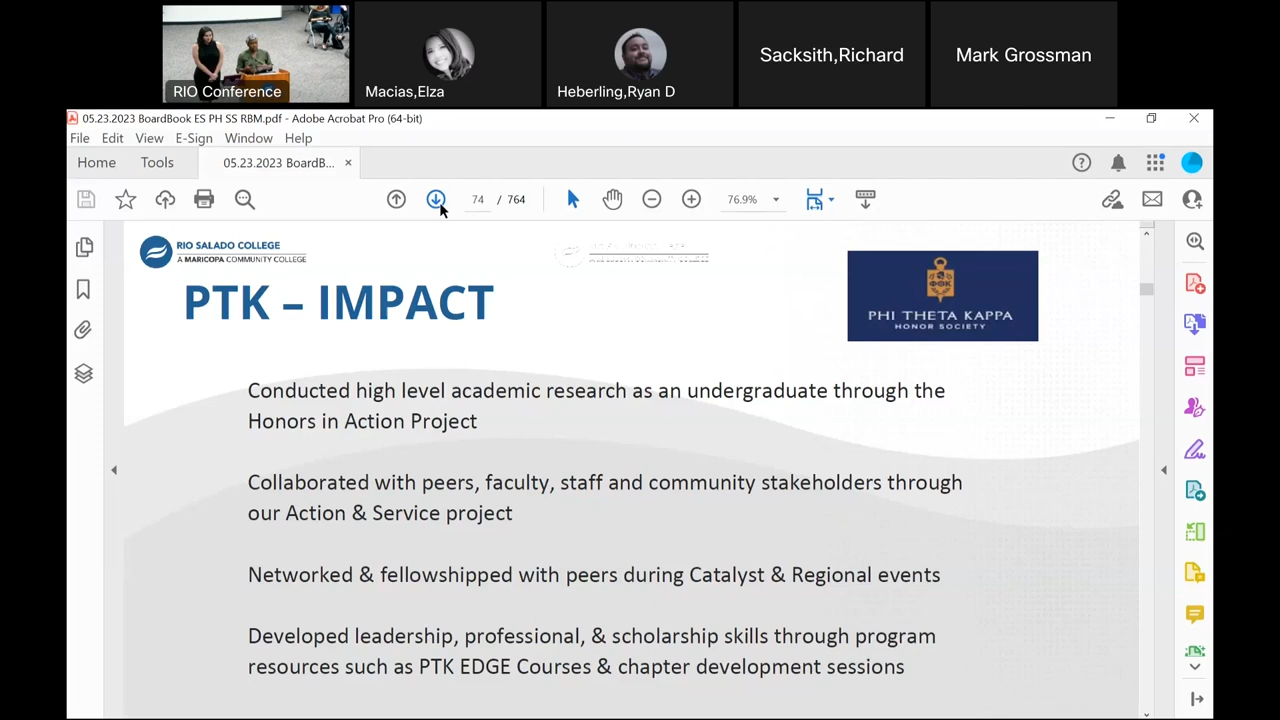 RIO Conference
Macias,Elza
Heberling,Ryan D
Sacksith,Richard
Mark Grossman
05.23.2023 BoardBook ES PH SS RBM.pdf - Adobe Acrobat Pro (64-bit)
File Edit View E-Sign Window Help
Home Tools 05.23.2023 BoardB... ×
74 / 764 76.9%
RIO SALADO COLLEGE
A MARICOPA COMMUNITY COLLEGE
PTK – IMPACT
ΦΘΚ
PHI THETA KAPPA
HONOR SOCIETY
Conducted high level academic research as an undergraduate through the
Honors in Action Project
Collaborated with peers, faculty, staff and community stakeholders through
our Action & Service project
Networked & fellowshipped with peers during Catalyst & Regional events
Developed leadership, professional, & scholarship skills through program
resources such as PTK EDGE Courses & chapter development sessions